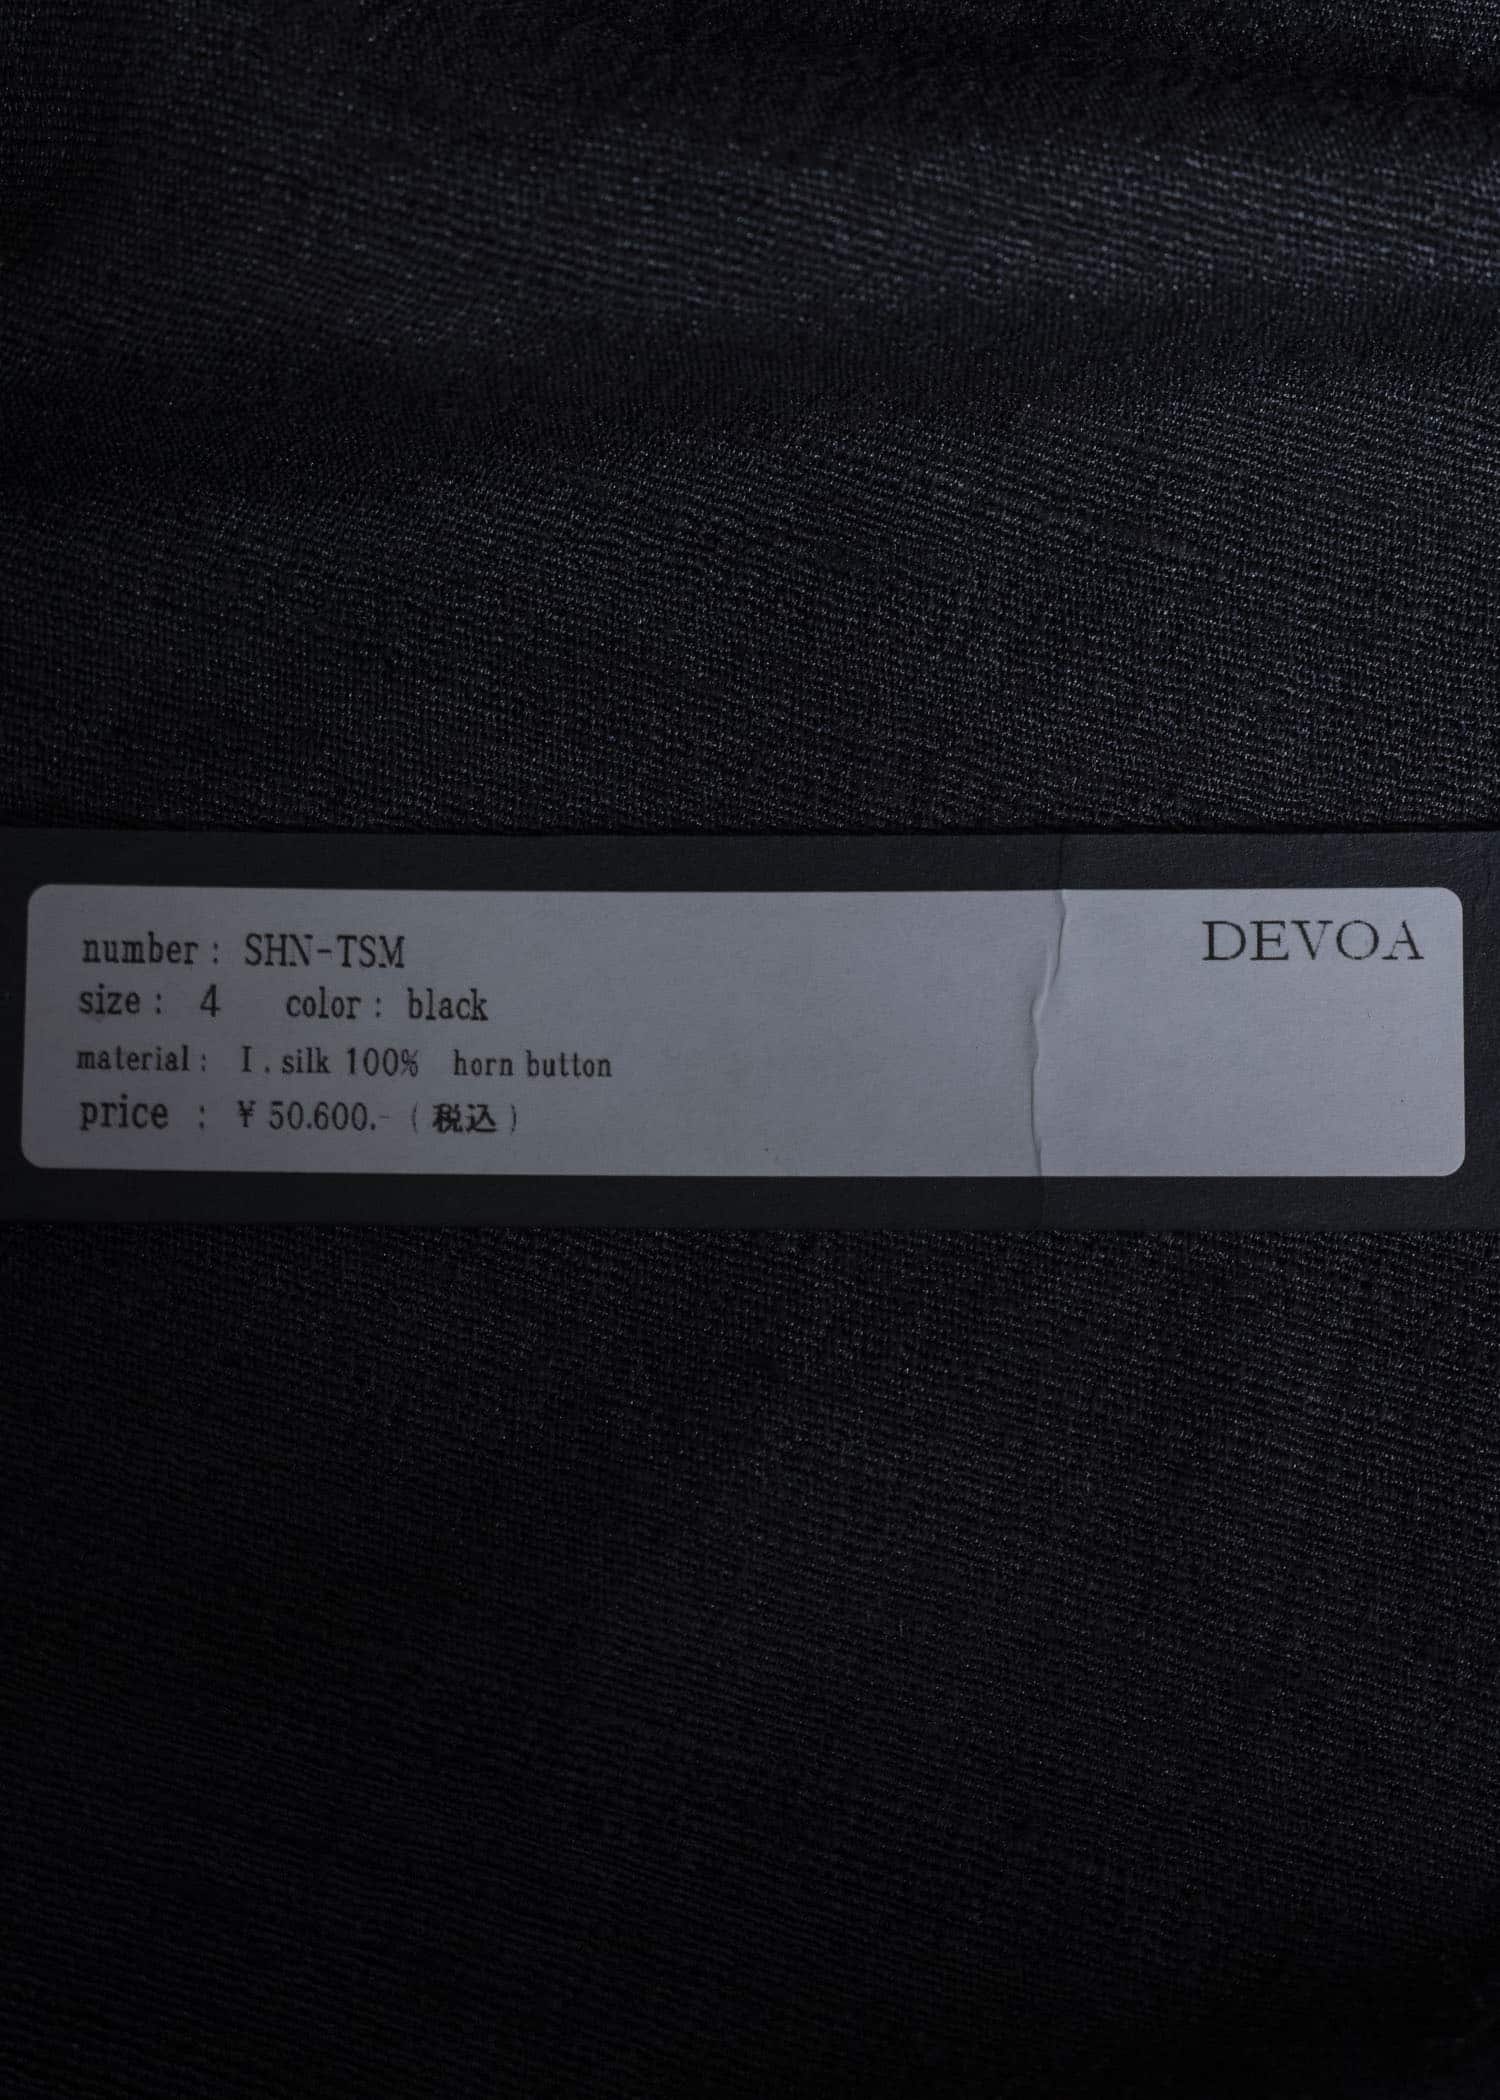 number : SHN-TSM
DEVOA
size : 4 color : black
material : I . silk 100% horn button
price : ¥ 50.600.- ( 税込 )